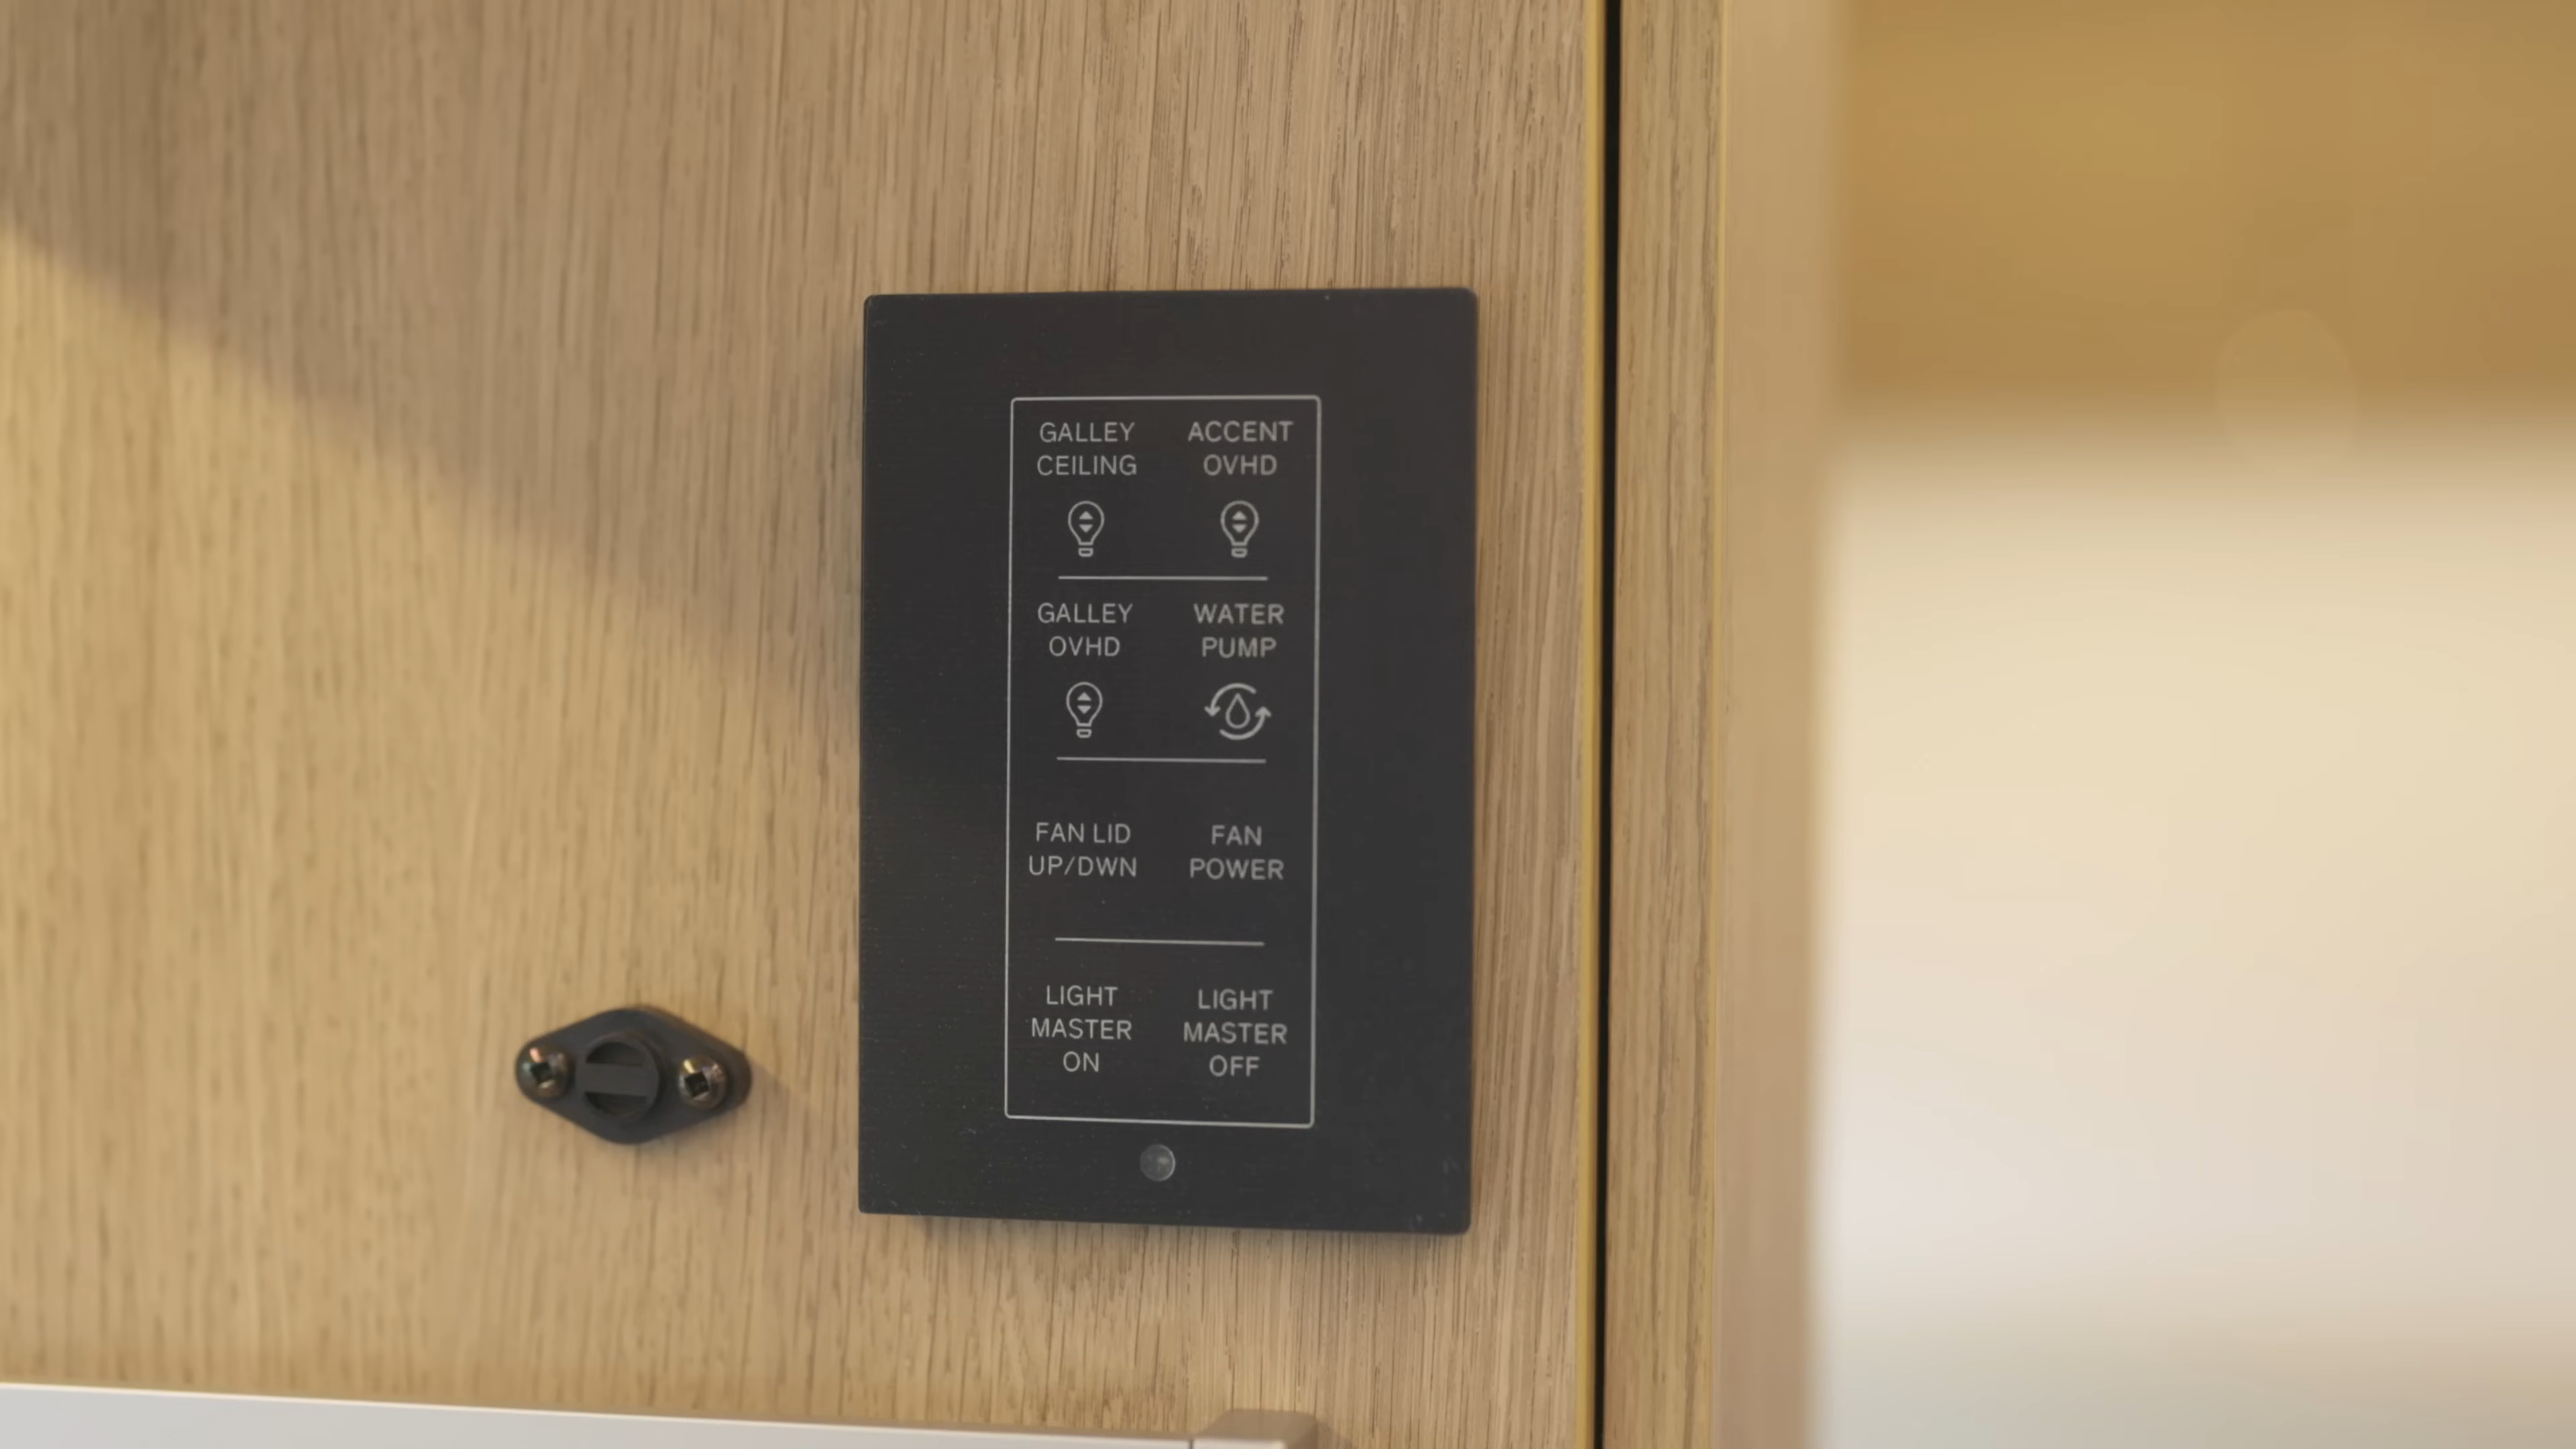 GALLEY
CEILING
ACCENT
OVHD
GALLEY
OVHD
WATER
PUMP
FAN LID
UP/DWN
FAN
POWER
LIGHT
MASTER
ON
LIGHT
MASTER
OFF